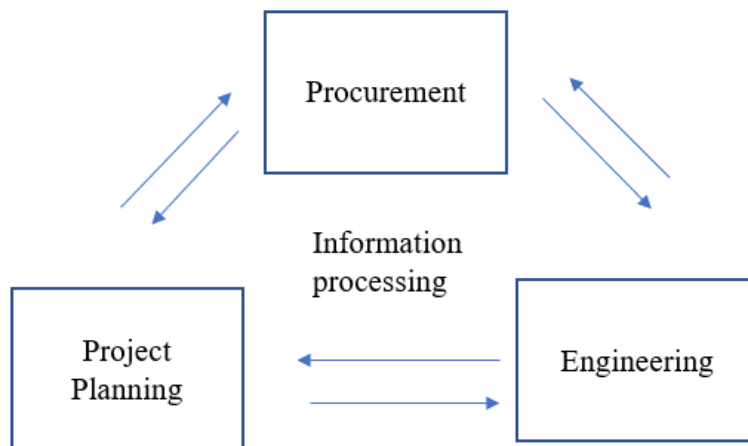 Procurement
Information
processing
Project
Planning
Engineering